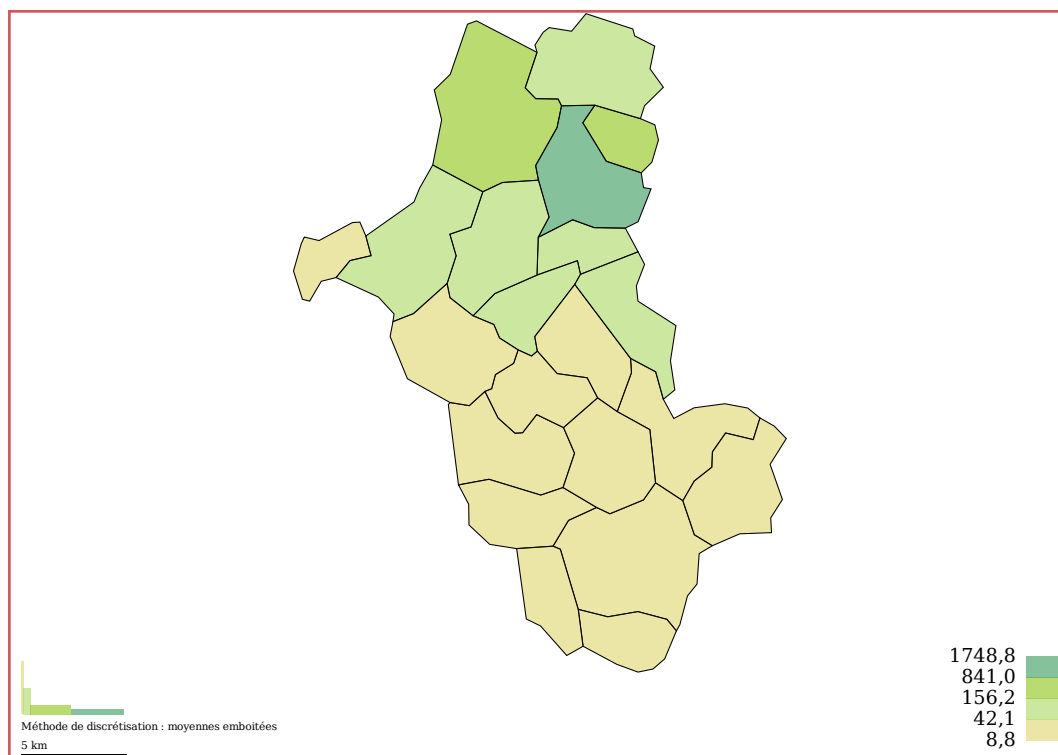 1748,8
841,0
156,2
42,1
8,8
Méthode de discrétisation : moyennes emboitées
5 km